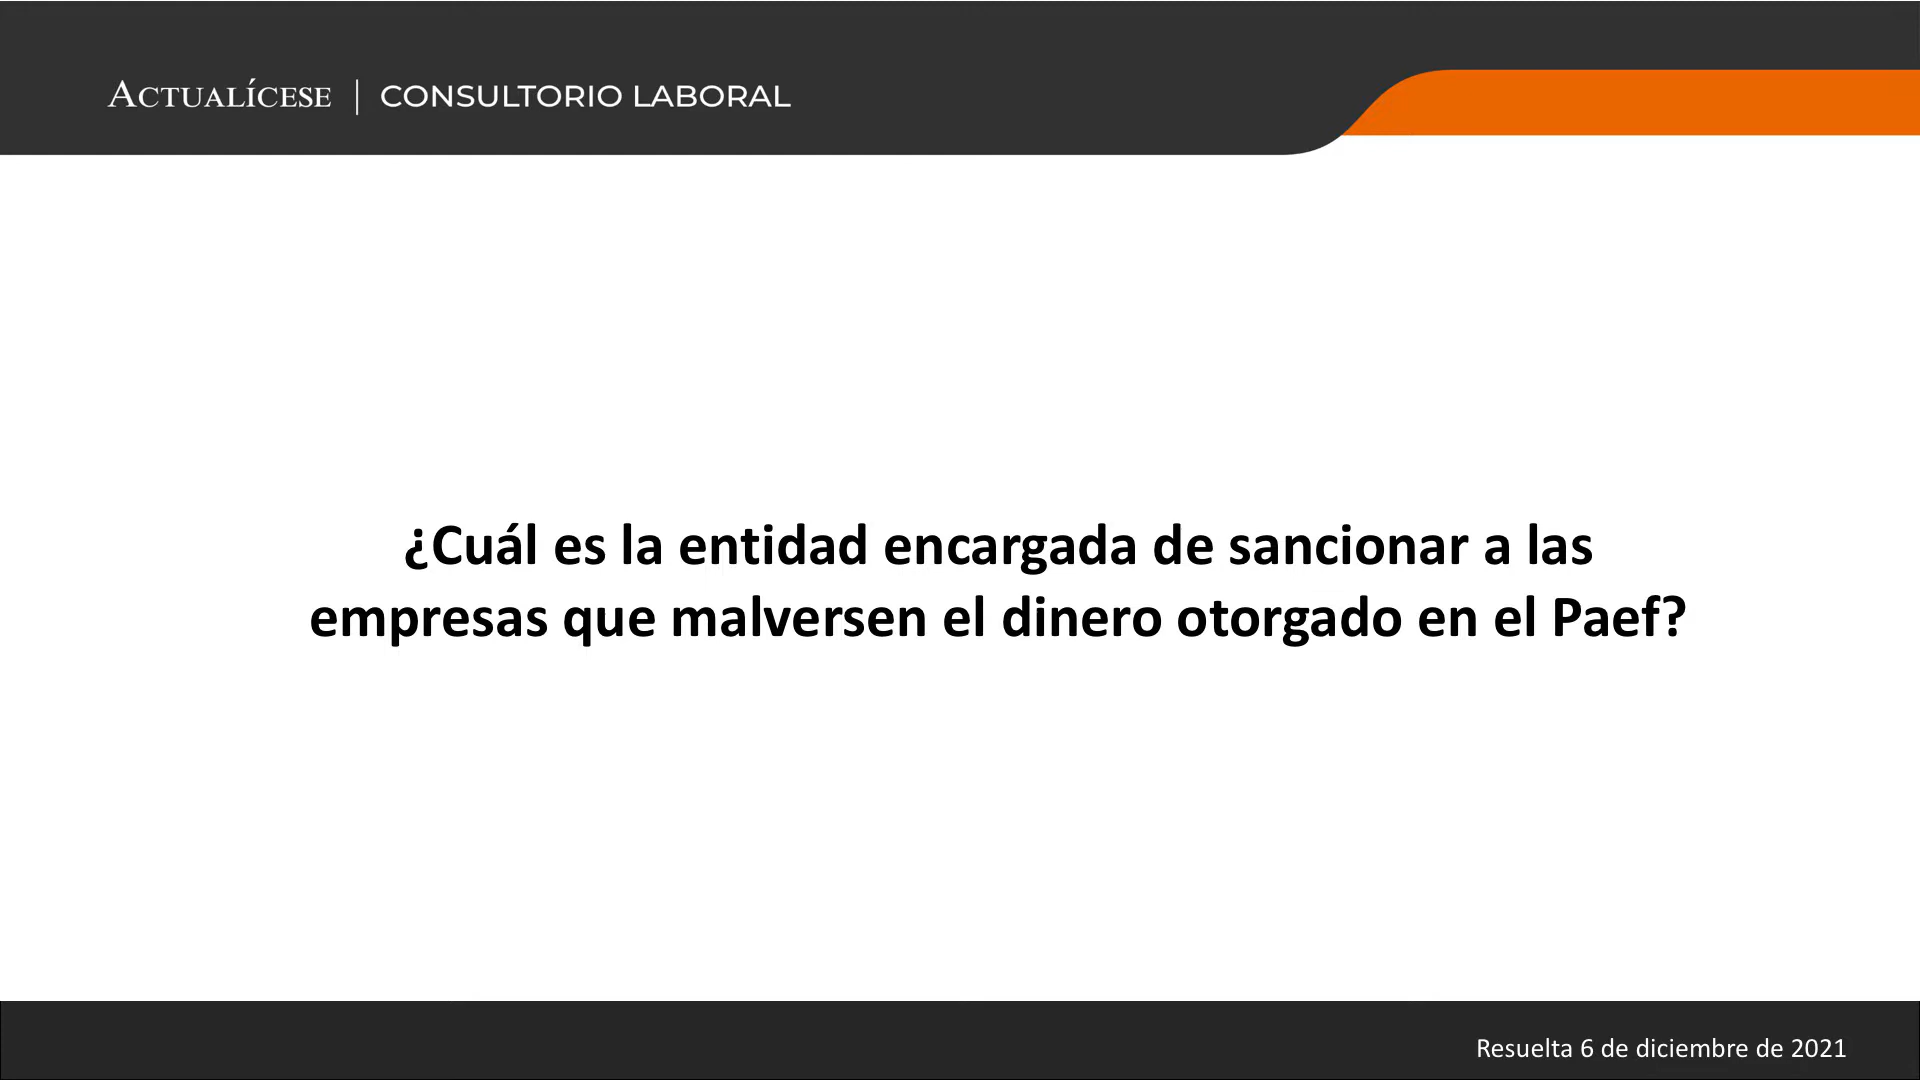 ACTUALÍCESE | CONSULTORIO LABORAL
¿Cuál es la entidad encargada de sancionar a las
empresas que malversen el dinero otorgado en el Paef?
Resuelta 6 de diciembre de 2021